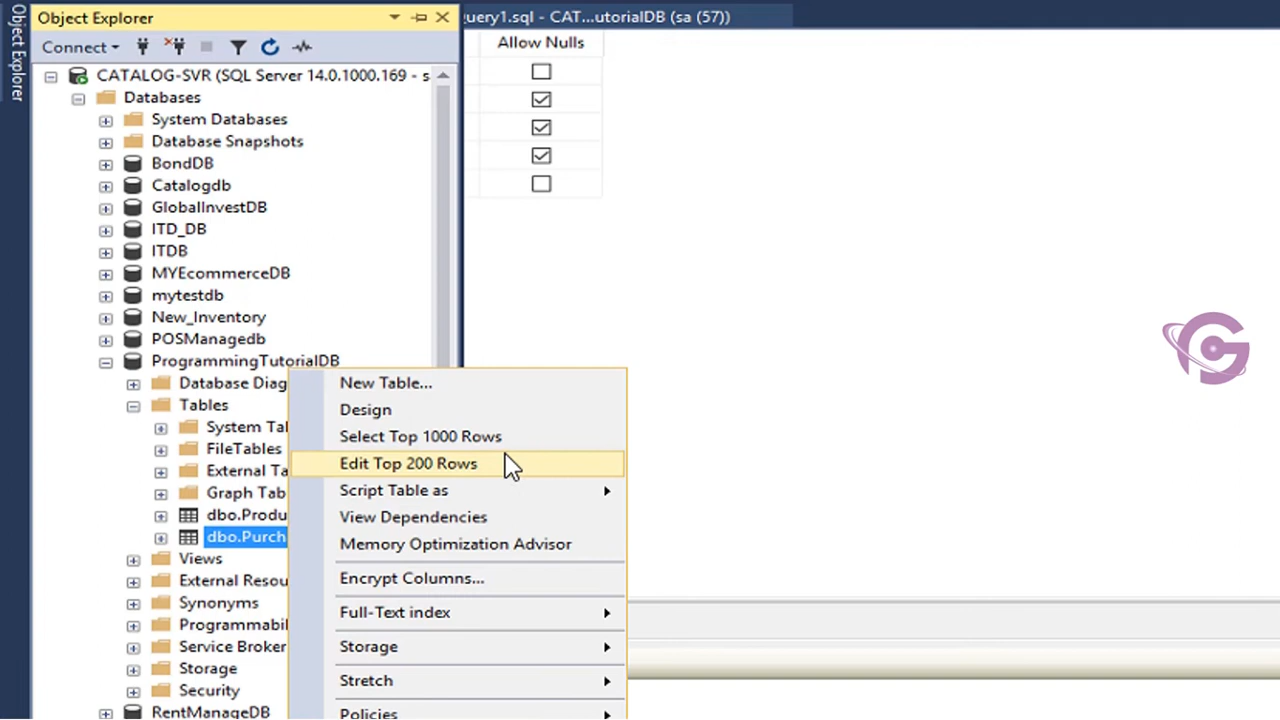 Object Explorer
Object Explorer
uery1.sql - CAT...utorialDB (sa (57))
Connect
Allow Nulls
CATALOG-SVR (SQL Server 14.0.1000.169 - s
Databases
System Databases
Database Snapshots
BondDB
Catalogdb
GlobalInvestDB
ITD_DB
ITDB
MYEcommerceDB
mytestdb
New_Inventory
POSManagedb
ProgrammingTutorialDB
Database Diag
Tables
System Tal
FileTables
External Ta
Graph Tab
dbo.Produ
dbo.Purch
Views
External Resou
Synonyms
Programmabil
Service Broker
Storage
Security
RentManageDB
New Table...
Design
Select Top 1000 Rows
Edit Top 200 Rows
Script Table as
View Dependencies
Memory Optimization Advisor
Encrypt Columns...
Full-Text index
Storage
Stretch
Policies
G